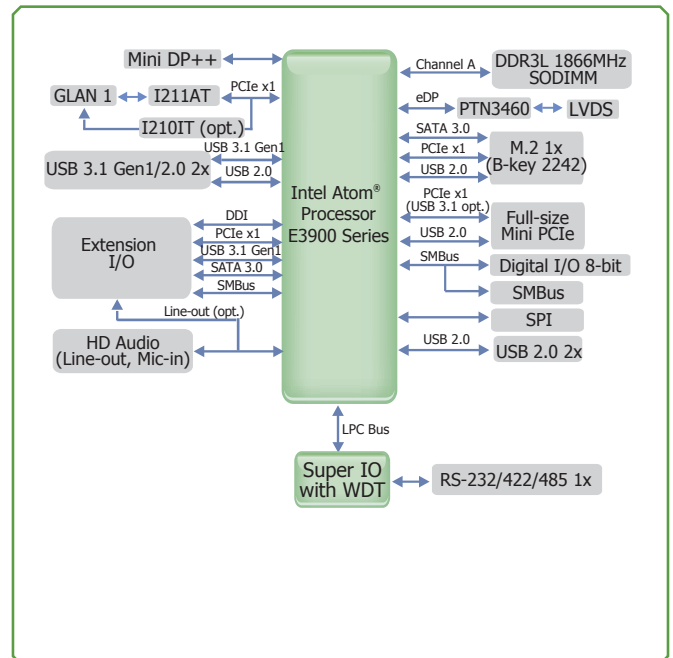 Mini DP++
GLAN 1
I211AT
PCIe x1
I210IT (opt.)
USB 3.1 Gen1/2.0 2x
USB 3.1 Gen1
USB 2.0
Extension
I/O
DDI
PCIe x1
USB 3.1 Gen1
SATA 3.0
SMBus
Line-out (opt.)
HD Audio
(Line-out, Mic-in)
Intel Atom®
Processor
E3900 Series
Channel A
DDR3L 1866MHz
SODIMM
eDP
PTN3460
LVDS
SATA 3.0
PCIe x1
USB 2.0
M.2 1x
(B-key 2242)
PCIe x1
(USB 3.1 opt.)
USB 2.0
Full-size
Mini PCIe
SMBus
Digital I/O 8-bit
SMBus
SPI
USB 2.0
USB 2.0 2x
LPC Bus
Super IO
with WDT
RS-232/422/485 1x